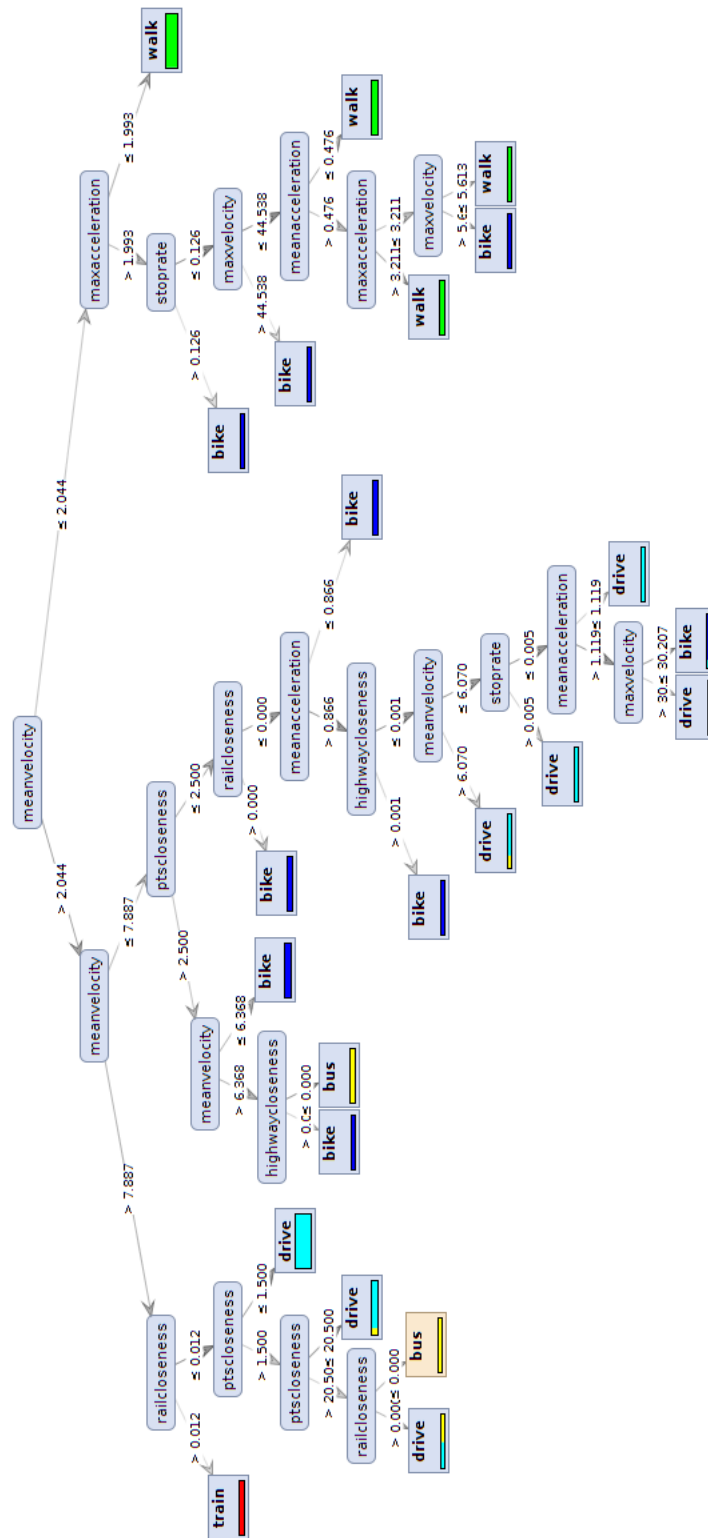 meanvelocity
> 2.044
≤ 2.044
meanvelocity
maxacceleration
> 7.887
≤ 7.887
> 1.993
≤ 1.993
railcloseness
ptscloseness
stoprate
walk
> 0.012
≤ 0.012
> 2.500
≤ 2.500
> 0.126
≤ 0.126
train
ptscloseness
meanvelocity
railcloseness
bike
maxvelocity
> 1.500
≤ 1.500
> 6.368
≤ 6.368
> 0.000
≤ 0.000
> 44.538
≤ 44.538
ptscloseness
drive
highwaycloseness
bike
bike
meanacceleration
bike
meanacceleration
> 20.50
≤ 20.500
> 0.0
≤ 0.000
> 0.866
≤ 0.866
> 0.476
≤ 0.476
railcloseness
drive
bike
bus
highwaycloseness
bike
maxacceleration
walk
> 0.00
≤ 0.000
> 0.001
≤ 0.001
> 3.211
≤ 3.211
drive
bus
bike
meanvelocity
walk
maxvelocity
> 6.070
≤ 6.070
> 5.6
≤ 5.613
drive
stoprate
bike
walk
> 0.005
≤ 0.005
drive
meanacceleration
> 1.119
≤ 1.119
maxvelocity
drive
> 30.
≤ 30.207
drive
bike